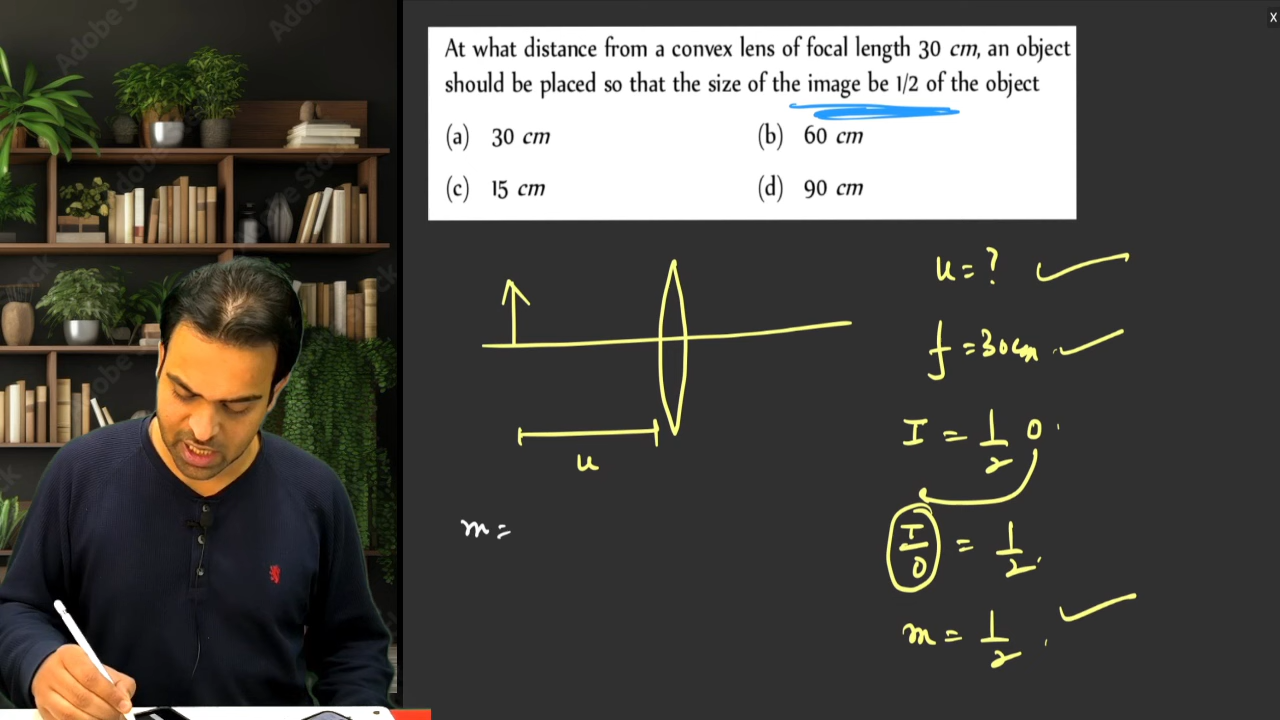 x
At what distance from a convex lens of focal length 30 cm, an object
should be placed so that the size of the image be 1/2 of the object
(a) 30 cm (b) 60 cm
(c) 15 cm (d) 90 cm
u = ?
f = 30cm
I = 1/2 O
I/O = 1/2
m = 1/2
u
m =